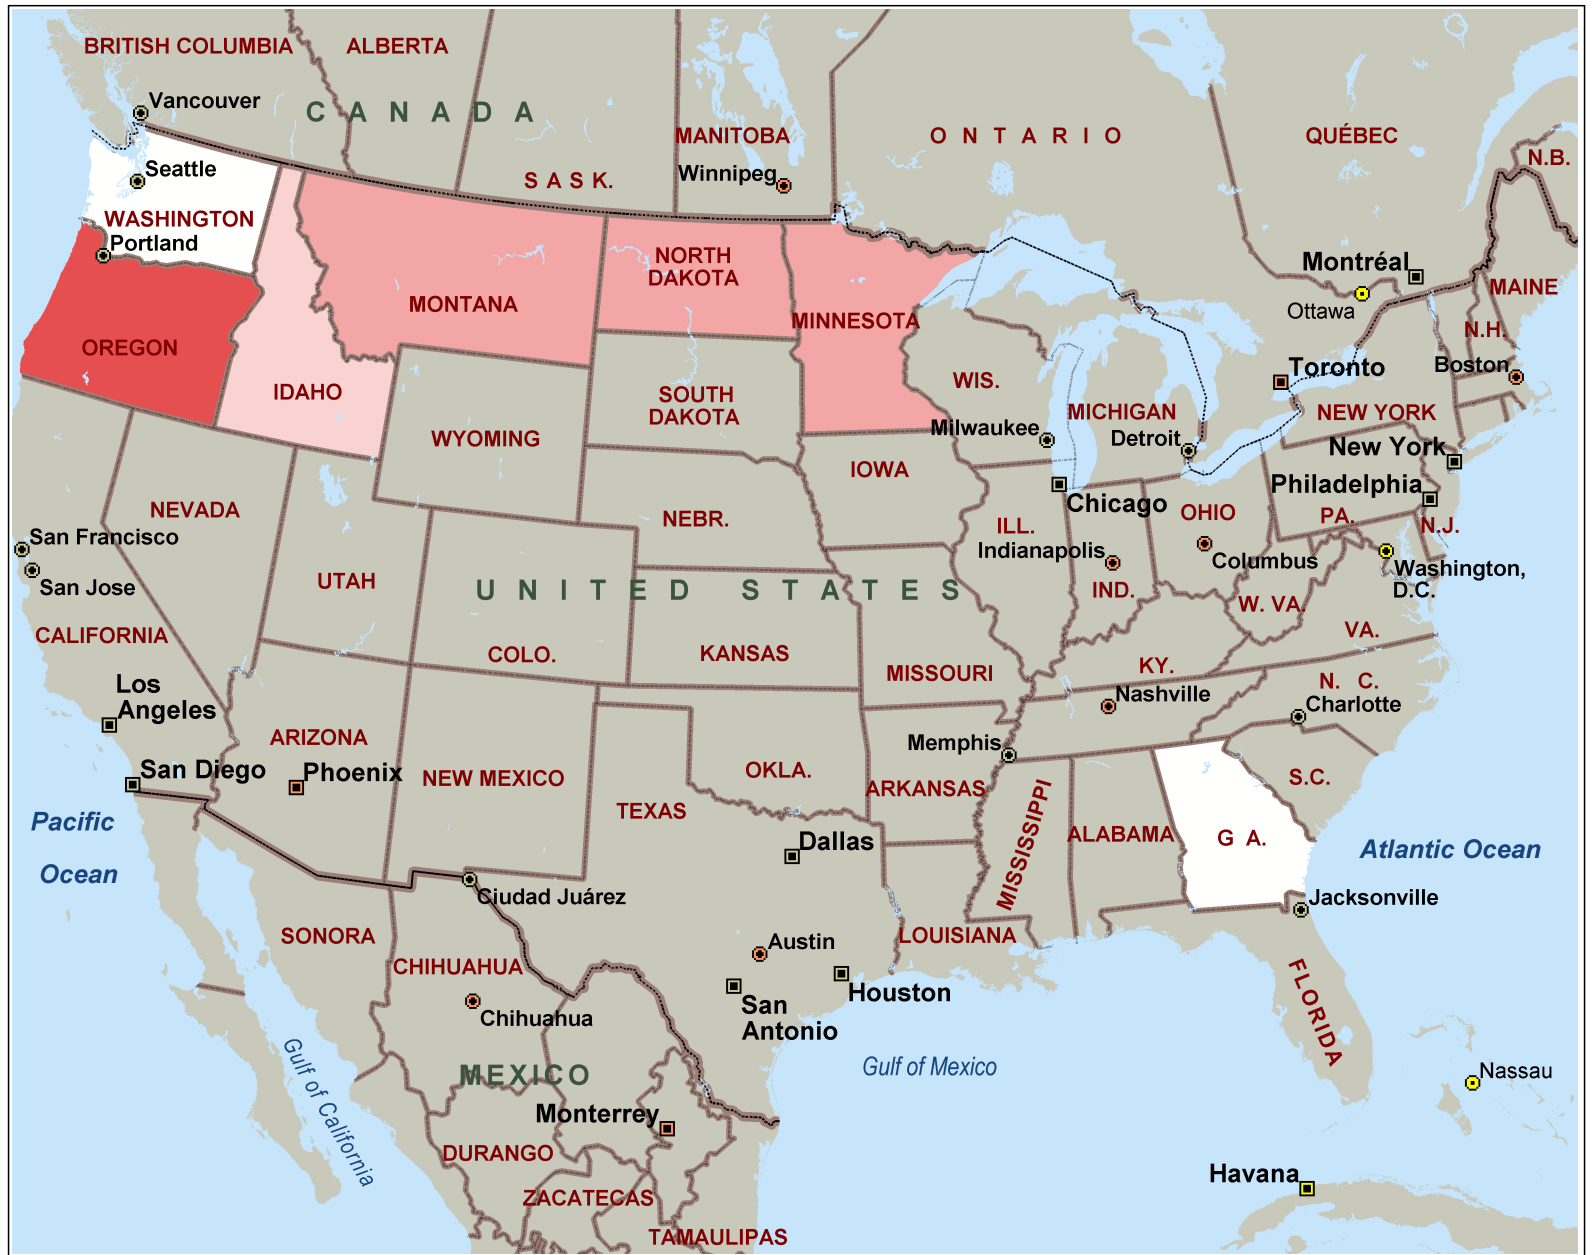 BRITISH COLUMBIA
ALBERTA
Vancouver
CANADA
MANITOBA
ONTARIO
QUÉBEC
N.B.
Seattle
SASK.
Winnipeg
WASHINGTON
Portland
NORTH
DAKOTA
Montréal
MAINE
MONTANA
MINNESOTA
Ottawa
N.H.
OREGON
Toronto
Boston
IDAHO
SOUTH
DAKOTA
WIS.
MICHIGAN
NEW YORK
WYOMING
Milwaukee
Detroit
New York
IOWA
Philadelphia
NEVADA
NEBR.
Chicago
ILL.
OHIO
PA.
N.J.
San Francisco
Indianapolis
Columbus
Washington,
D.C.
San Jose
UTAH
UNITED STATES
IND.
W. VA.
CALIFORNIA
VA.
COLO.
KANSAS
MISSOURI
KY.
Los
Angeles
Nashville
N. C.
Charlotte
ARIZONA
Memphis
San Diego
Phoenix
NEW MEXICO
OKLA.
ARKANSAS
S.C.
TEXAS
MISSISSIPPI
ALABAMA
G A.
Pacific
Ocean
Dallas
Atlantic Ocean
Ciudad Juárez
Jacksonville
SONORA
Austin
LOUISIANA
CHIHUAHUA
Houston
San
Antonio
FLORIDA
Chihuahua
Gulf of California
MEXICO
Gulf of Mexico
Nassau
Monterrey
DURANGO
Havana
ZACATECAS
TAMAULIPAS